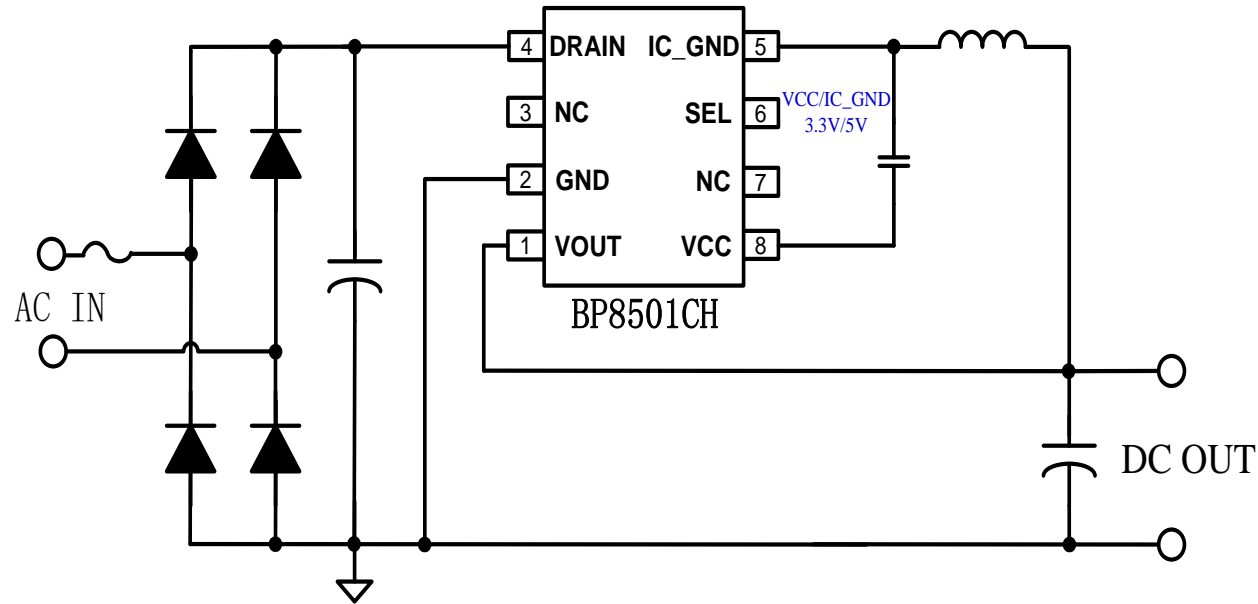 4 DRAIN IC_GND 5
3 NC SEL 6
VCC/IC_GND
3.3V/5V
2 GND NC 7
1 VOUT VCC 8
BP8501CH
AC IN
DC OUT